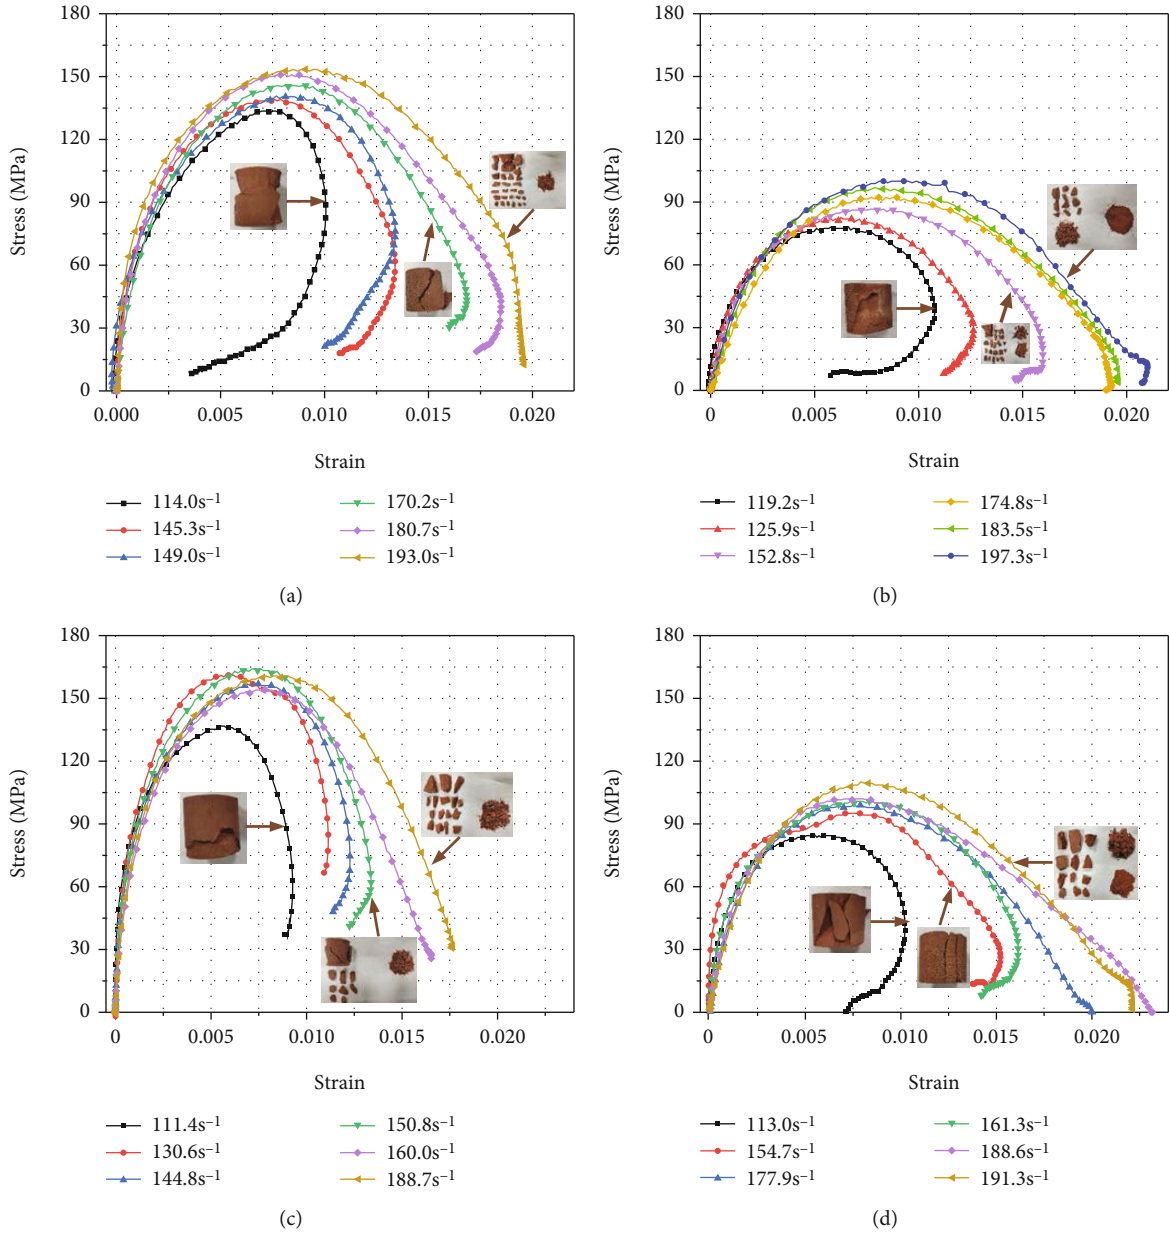 180
150
120
90
60
30
0
Stress (MPa)
0.000 0.005 0.010 0.015 0.020
Strain
114.0s⁻¹ 170.2s⁻¹
145.3s⁻¹ 180.7s⁻¹
149.0s⁻¹ 193.0s⁻¹
(a)
180
150
120
90
60
30
0
Stress (MPa)
0 0.005 0.010 0.015 0.020
Strain
119.2s⁻¹ 174.8s⁻¹
125.9s⁻¹ 183.5s⁻¹
152.8s⁻¹ 197.3s⁻¹
(b)
180
150
120
90
60
30
0
Stress (MPa)
0 0.005 0.010 0.015 0.020
Strain
111.4s⁻¹ 150.8s⁻¹
130.6s⁻¹ 160.0s⁻¹
144.8s⁻¹ 188.7s⁻¹
(c)
180
150
120
90
60
30
0
Stress (MPa)
0 0.005 0.010 0.015 0.020
Strain
113.0s⁻¹ 161.3s⁻¹
154.7s⁻¹ 188.6s⁻¹
177.9s⁻¹ 191.3s⁻¹
(d)